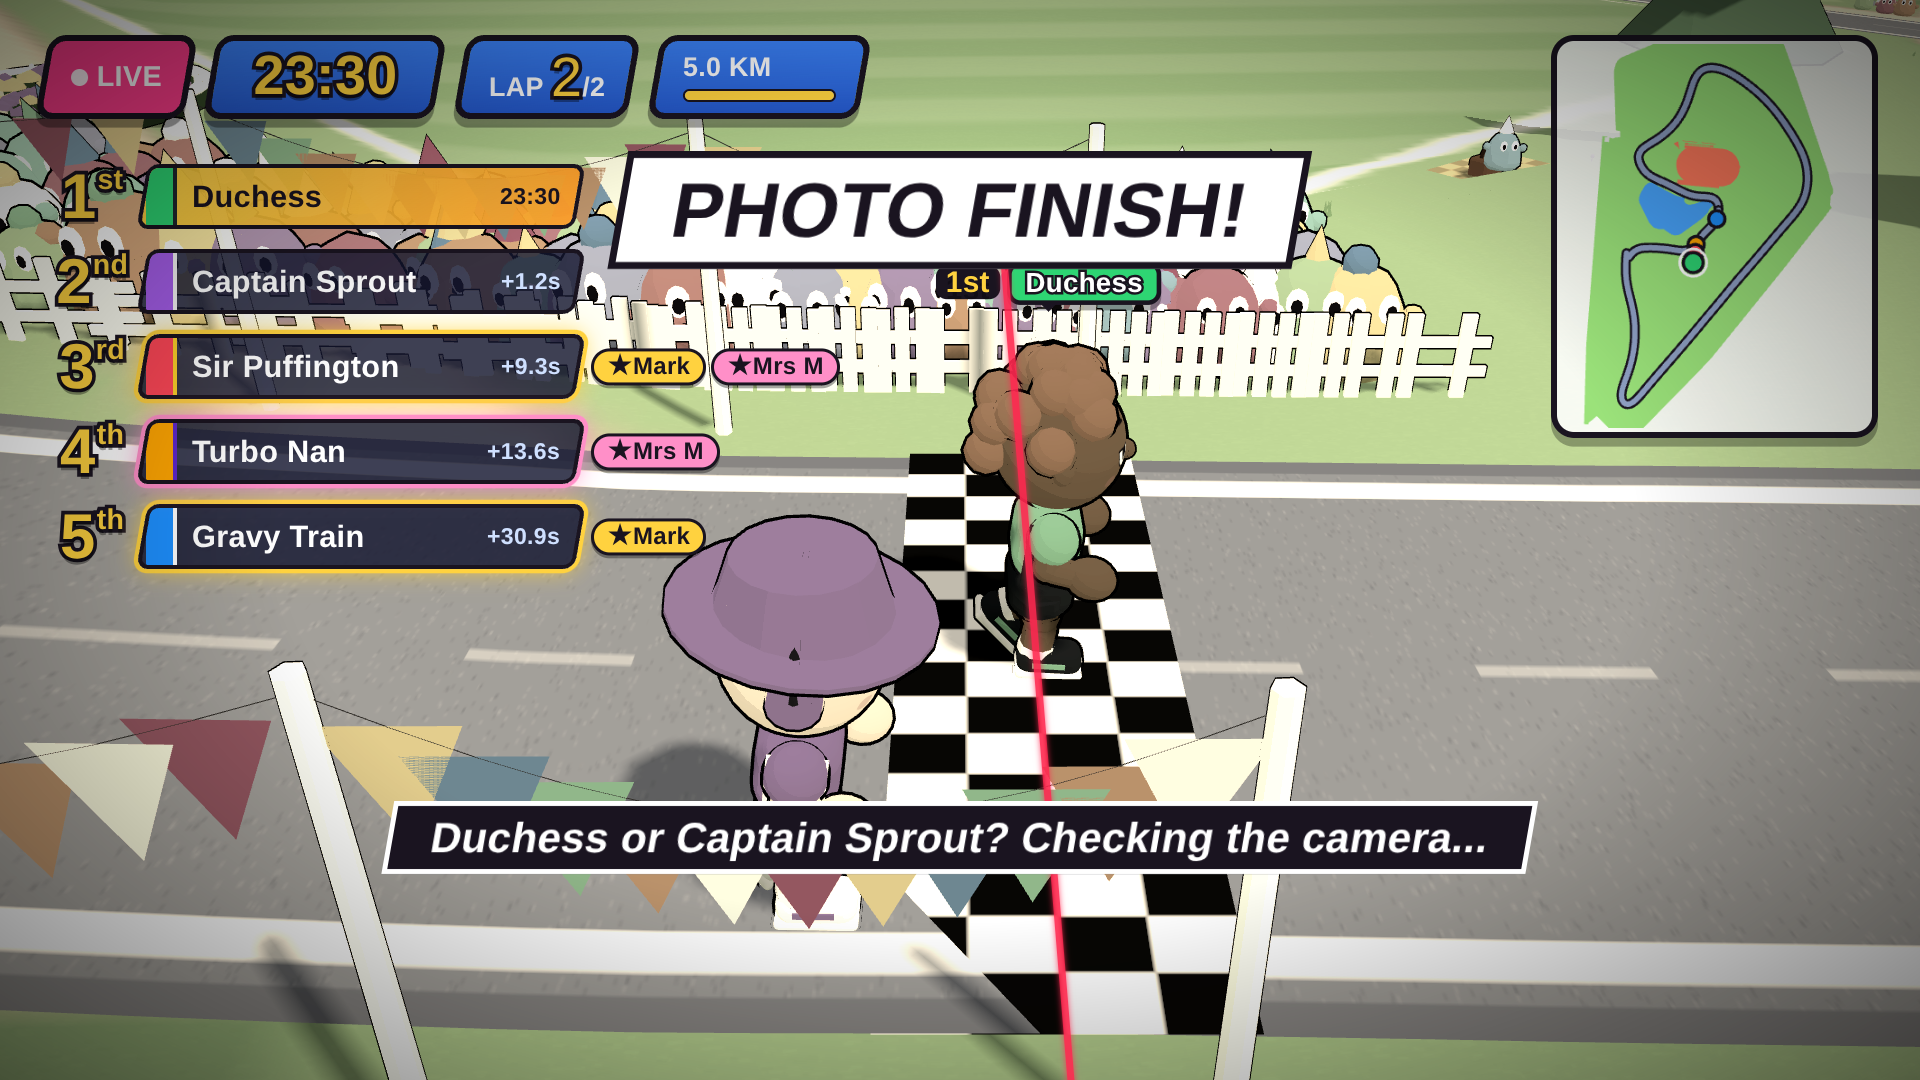 LIVE
23:30
LAP 2/2
5.0 KM
PHOTO FINISH!
1st Duchess 23:30
2nd Captain Sprout +1.2s
3rd Sir Puffington +9.3s ★Mark ★Mrs M
4th Turbo Nan +13.6s ★Mrs M
5th Gravy Train +30.9s ★Mark
1st Duchess
Duchess or Captain Sprout? Checking the camera...